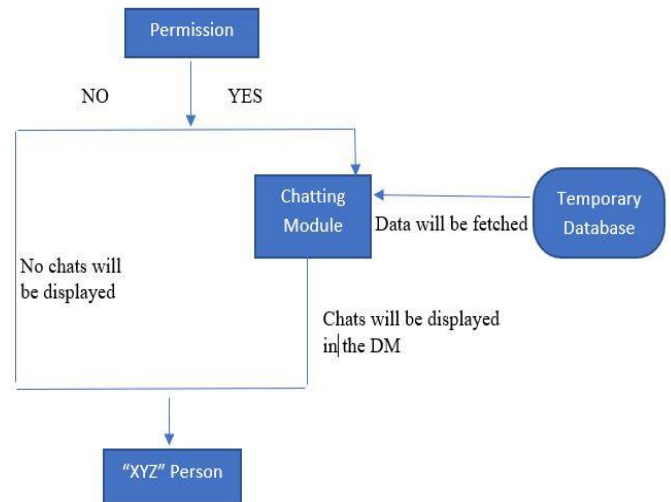 Permission
NO
YES
Chatting
Module
Temporary
Database
Data will be fetched
No chats will
be displayed
Chats will be displayed
in the DM
“XYZ” Person